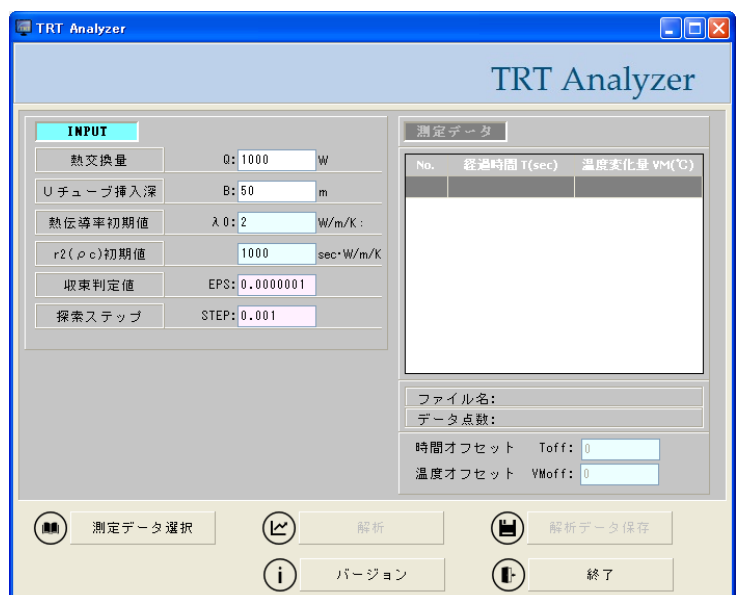 TRT Analyzer
TRT Analyzer
INPUT
熱交換量 Q: 1000 W
Uチューブ挿入深 B: 50 m
熱伝導率初期値 λ0: 2 W/m/K:
r2(ρc)初期値 1000 sec･W/m/K
収束判定値 EPS: 0.0000001
探索ステップ STEP: 0.001
測定データ
No. 経過時間 T(sec) 温度変化量 VM(℃)
ファイル名:
データ点数:
時間オフセット Toff: 0
温度オフセット VMoff: 0
測定データ選択 解析 解析データ保存
バージョン 終了